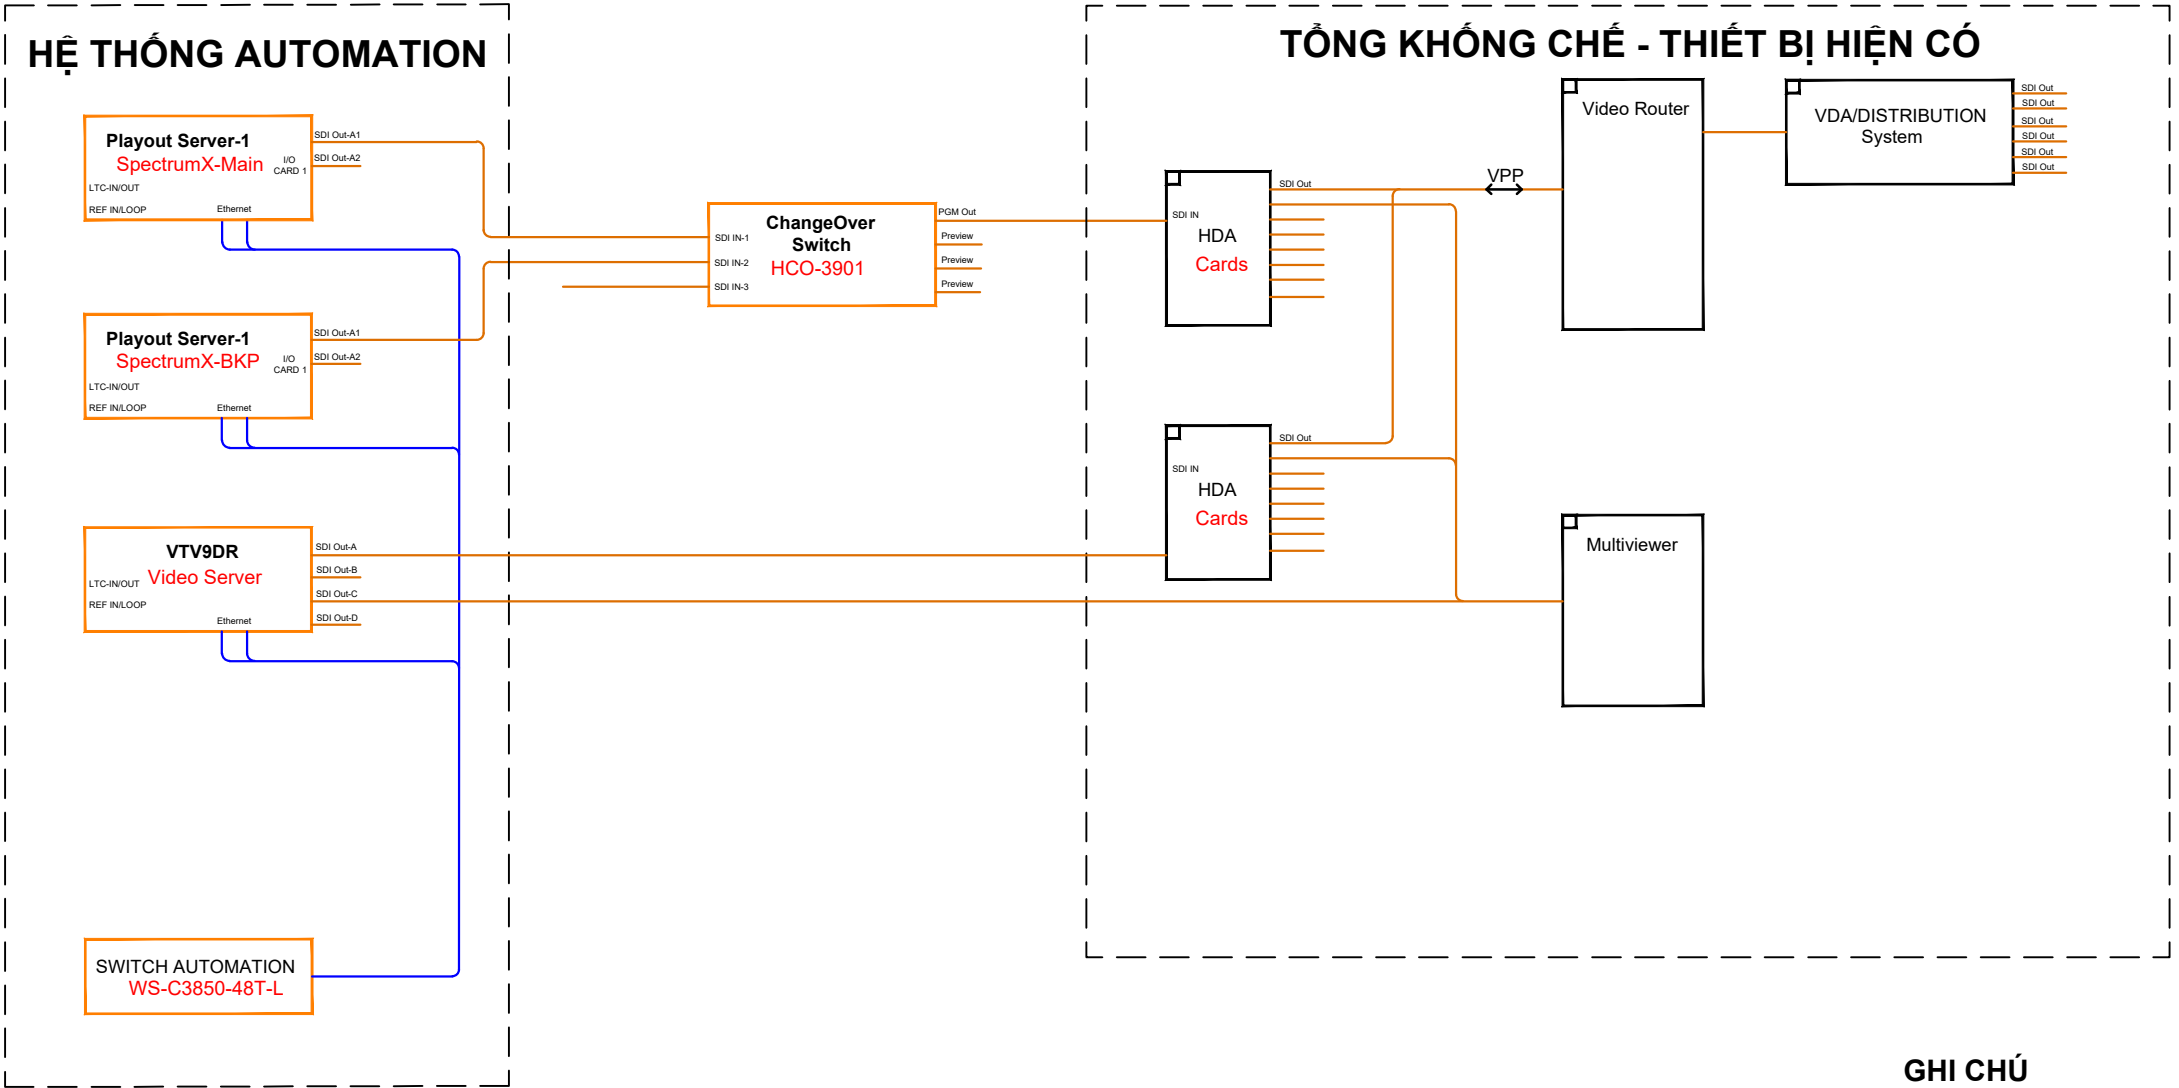 HỆ THỐNG AUTOMATION
Playout Server-1
SpectrumX-Main
I/O
CARD 1
LTC-IN/OUT
REF IN/LOOP
Ethernet
SDI Out-A1
SDI Out-A2
Playout Server-1
SpectrumX-BKP
I/O
CARD 1
LTC-IN/OUT
REF IN/LOOP
Ethernet
SDI Out-A1
SDI Out-A2
VTV9DR
Video Server
LTC-IN/OUT
REF IN/LOOP
Ethernet
SDI Out-A
SDI Out-B
SDI Out-C
SDI Out-D
SWITCH AUTOMATION
WS-C3850-48T-L
ChangeOver
Switch
HCO-3901
SDI IN-1
SDI IN-2
SDI IN-3
PGM Out
Preview
Preview
Preview
TỔNG KHỐNG CHẾ - THIẾT BỊ HIỆN CÓ
SDI IN
HDA
Cards
SDI Out
VPP
Video Router
VDA/DISTRIBUTION
System
SDI Out
SDI Out
SDI Out
SDI Out
SDI Out
SDI Out
SDI IN
HDA
Cards
SDI Out
Multiviewer
GHI CHÚ